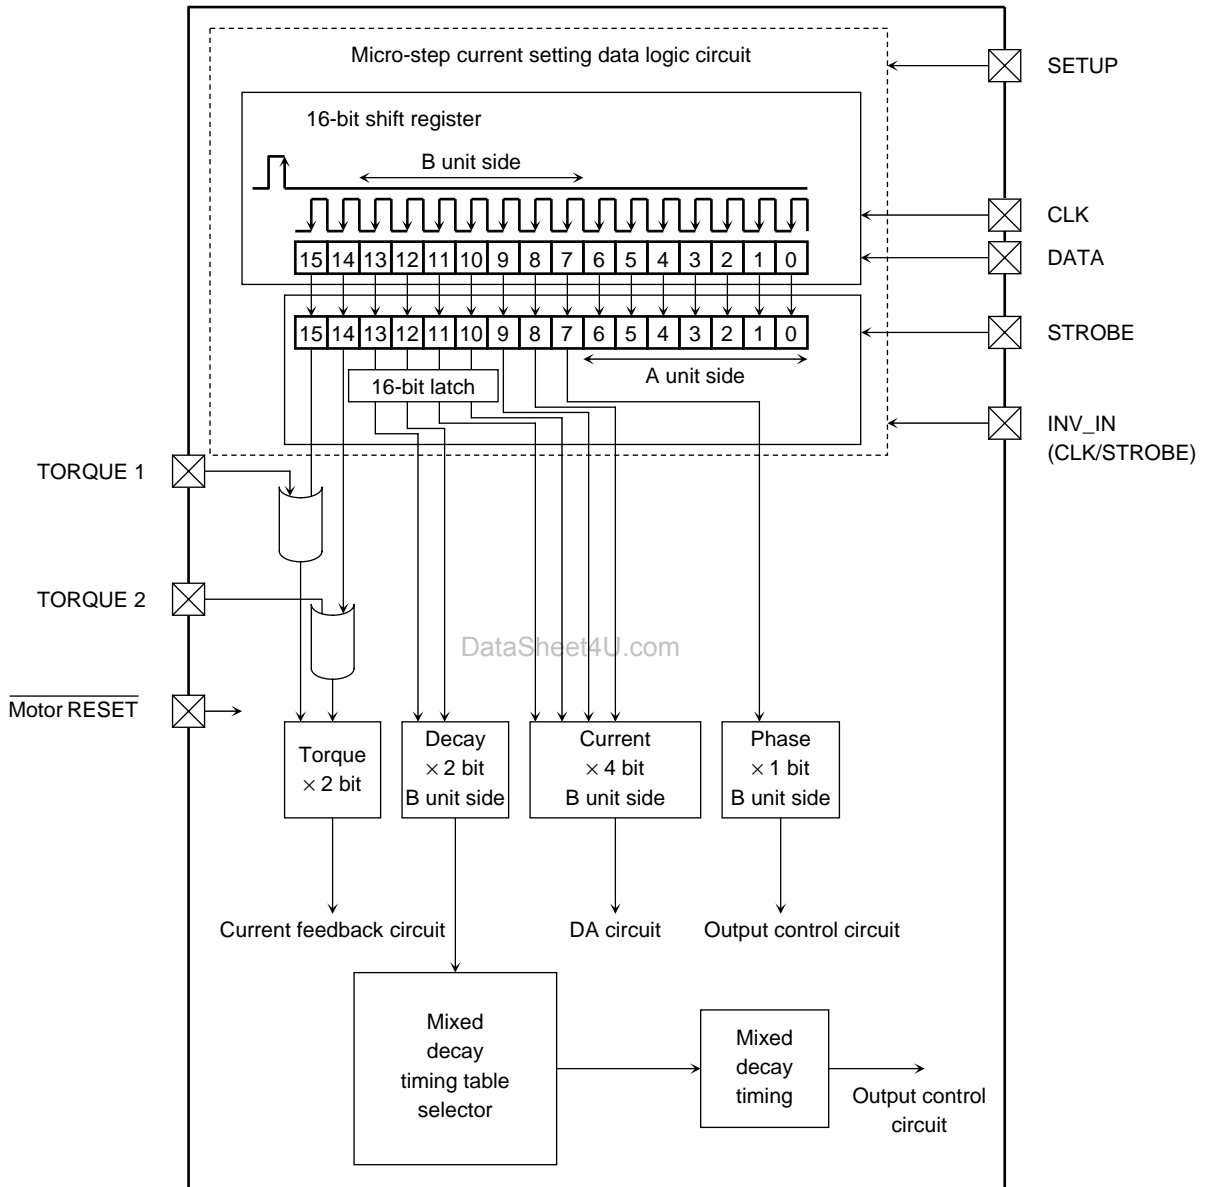 Micro-step current setting data logic circuit
SETUP
16-bit shift register
B unit side
CLK
15 14 13 12 11 10 9 8 7 6 5 4 3 2 1 0
DATA
15 14 13 12 11 10 9 8 7 6 5 4 3 2 1 0
STROBE
A unit side
16-bit latch
INV_IN
(CLK/STROBE)
TORQUE 1
TORQUE 2
DataSheet4U.com
Motor RESET
Torque
× 2 bit
Decay
× 2 bit
B unit side
Current
× 4 bit
B unit side
Phase
× 1 bit
B unit side
Current feedback circuit
DA circuit
Output control circuit
Mixed
decay
timing table
selector
Mixed
decay
timing
Output control
circuit